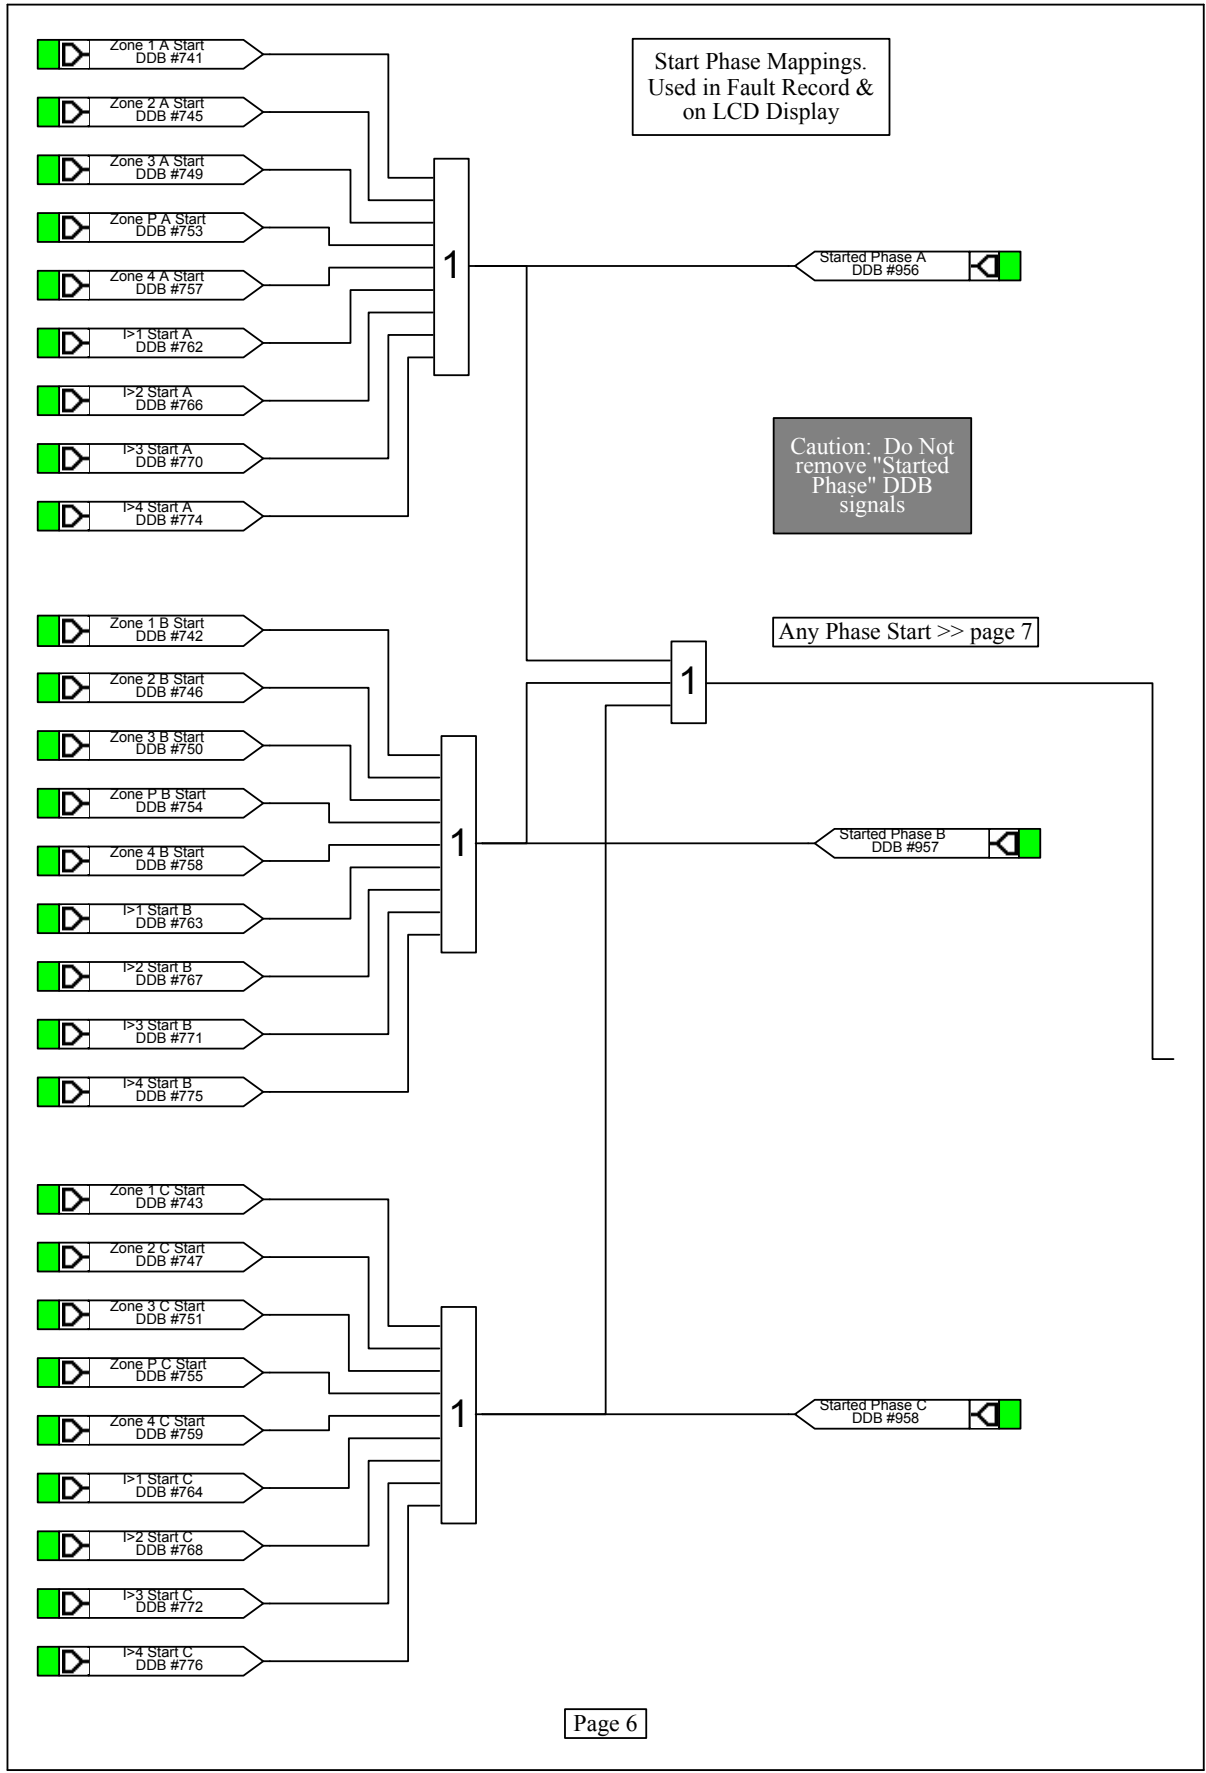 Zone 1 A Start
DDB #741
Zone 2 A Start
DDB #745
Zone 3 A Start
DDB #749
Zone P A Start
DDB #753
Zone 4 A Start
DDB #757
I>1 Start A
DDB #762
I>2 Start A
DDB #766
I>3 Start A
DDB #770
I>4 Start A
DDB #774
1
Start Phase Mappings.
Used in Fault Record &
on LCD Display
Started Phase A
DDB #956
Caution: Do Not
remove "Started
Phase" DDB
signals
Any Phase Start >> page 7
1
Zone 1 B Start
DDB #742
Zone 2 B Start
DDB #746
Zone 3 B Start
DDB #750
Zone P B Start
DDB #754
Zone 4 B Start
DDB #758
I>1 Start B
DDB #763
I>2 Start B
DDB #767
I>3 Start B
DDB #771
I>4 Start B
DDB #775
1
Started Phase B
DDB #957
Zone 1 C Start
DDB #743
Zone 2 C Start
DDB #747
Zone 3 C Start
DDB #751
Zone P C Start
DDB #755
Zone 4 C Start
DDB #759
I>1 Start C
DDB #764
I>2 Start C
DDB #768
I>3 Start C
DDB #772
I>4 Start C
DDB #776
1
Started Phase C
DDB #958
Page 6